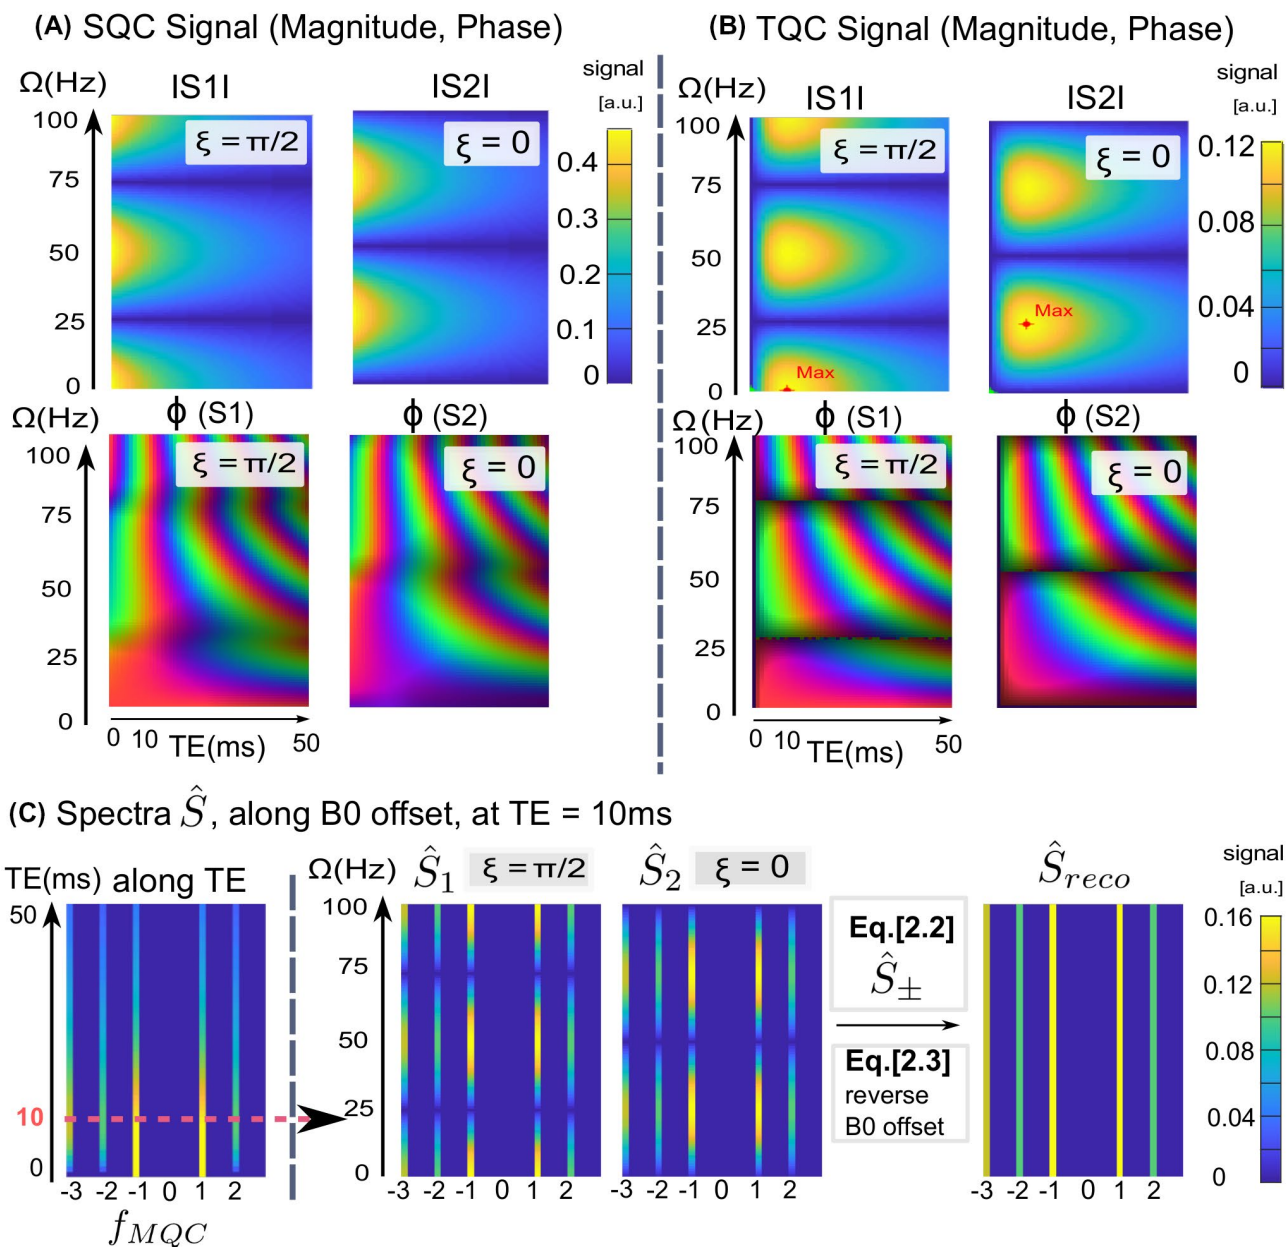 (A) SQC Signal (Magnitude, Phase)
Ω(Hz)
IS1I
IS2I
signal
[a.u.]
ξ = π/2
ξ = 0
100
75
50
25
0
0.4
0.3
0.2
0.1
0
Ω(Hz)
ϕ (S1)
ϕ (S2)
ξ = π/2
ξ = 0
100
75
50
25
0
0 10 TE(ms) 50
(B) TQC Signal (Magnitude, Phase)
Ω(Hz)
IS1I
IS2I
signal
[a.u.]
ξ = π/2
ξ = 0
100
75
50
25
0
Max
Max
0.12
0.08
0.04
0
Ω(Hz)
ϕ (S1)
ϕ (S2)
ξ = π/2
ξ = 0
100
75
50
25
0
0 10 TE(ms) 50
(C) Spectra Ŝ, along B0 offset, at TE = 10ms
TE(ms) along TE
50
10
0
-3 -2 -1 0 1 2
f_MQC
Ω(Hz)
Ŝ₁ ξ = π/2
100
75
50
25
0
-3 -2 -1 0 1 2
Ŝ₂ ξ = 0
-3 -2 -1 0 1 2
Eq.[2.2]
Ŝ±
Eq.[2.3]
reverse
B0 offset
Ŝ_reco
-3 -2 -1 0 1 2
signal
[a.u.]
0.16
0.12
0.08
0.04
0